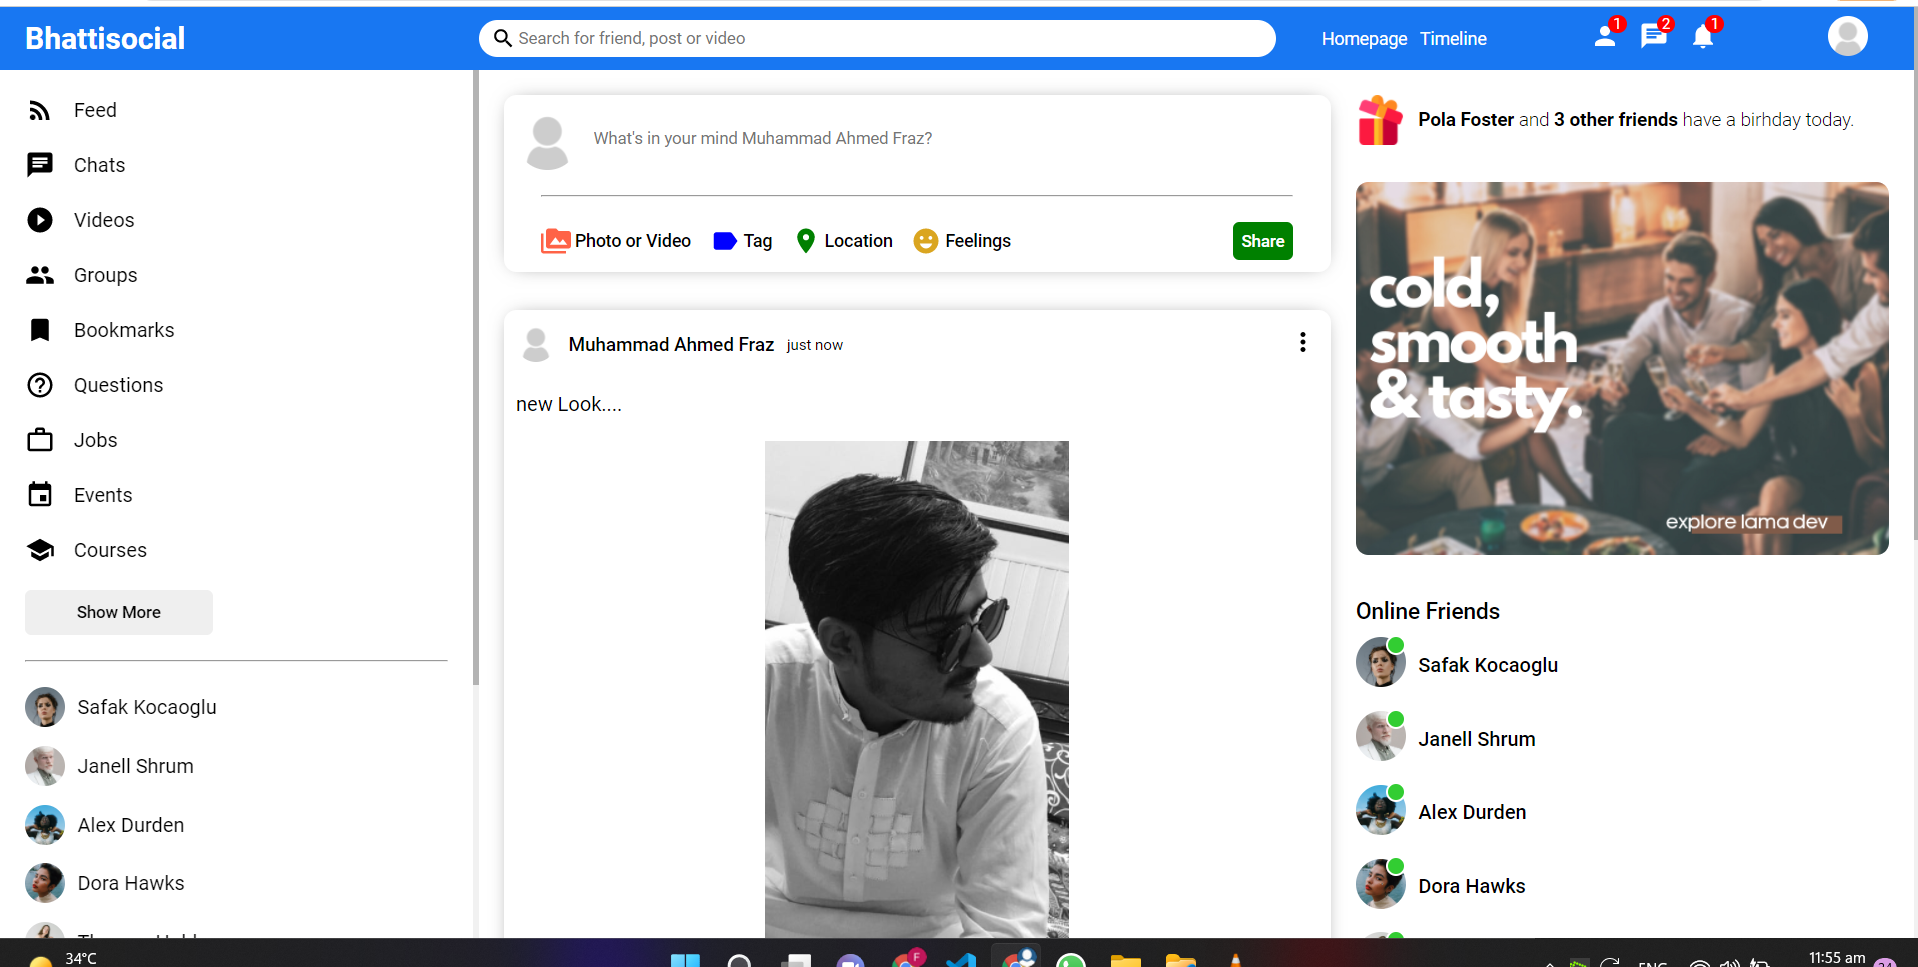 Bhattisocial
Search for friend, post or video
Homepage Timeline
1
2
1
Feed
Chats
Videos
Groups
Bookmarks
Questions
Jobs
Events
Courses
Show More
Safak Kocaoglu
Janell Shrum
Alex Durden
Dora Hawks
What's in your mind Muhammad Ahmed Fraz?
Photo or Video Tag Location Feelings Share
Muhammad Ahmed Fraz just now
new Look....
Pola Foster and 3 other friends have a birhday today.
cold,
smooth
& tasty.
explore lama dev
Online Friends
Safak Kocaoglu
Janell Shrum
Alex Durden
Dora Hawks
34°C
F
ENG
11:55 am